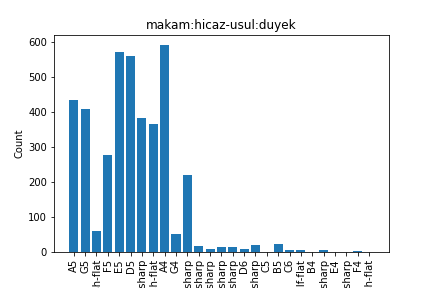 makam:hicaz-usul:duyek
600
500
400
300
200
100
0
Count
A5
G5
h-flat
F5
E5
D5
sharp
h-flat
A4
G4
sharp
sharp
sharp
sharp
sharp
D6
sharp
C5
B5
C6
lf-flat
B4
sharp
E4
sharp
F4
h-flat